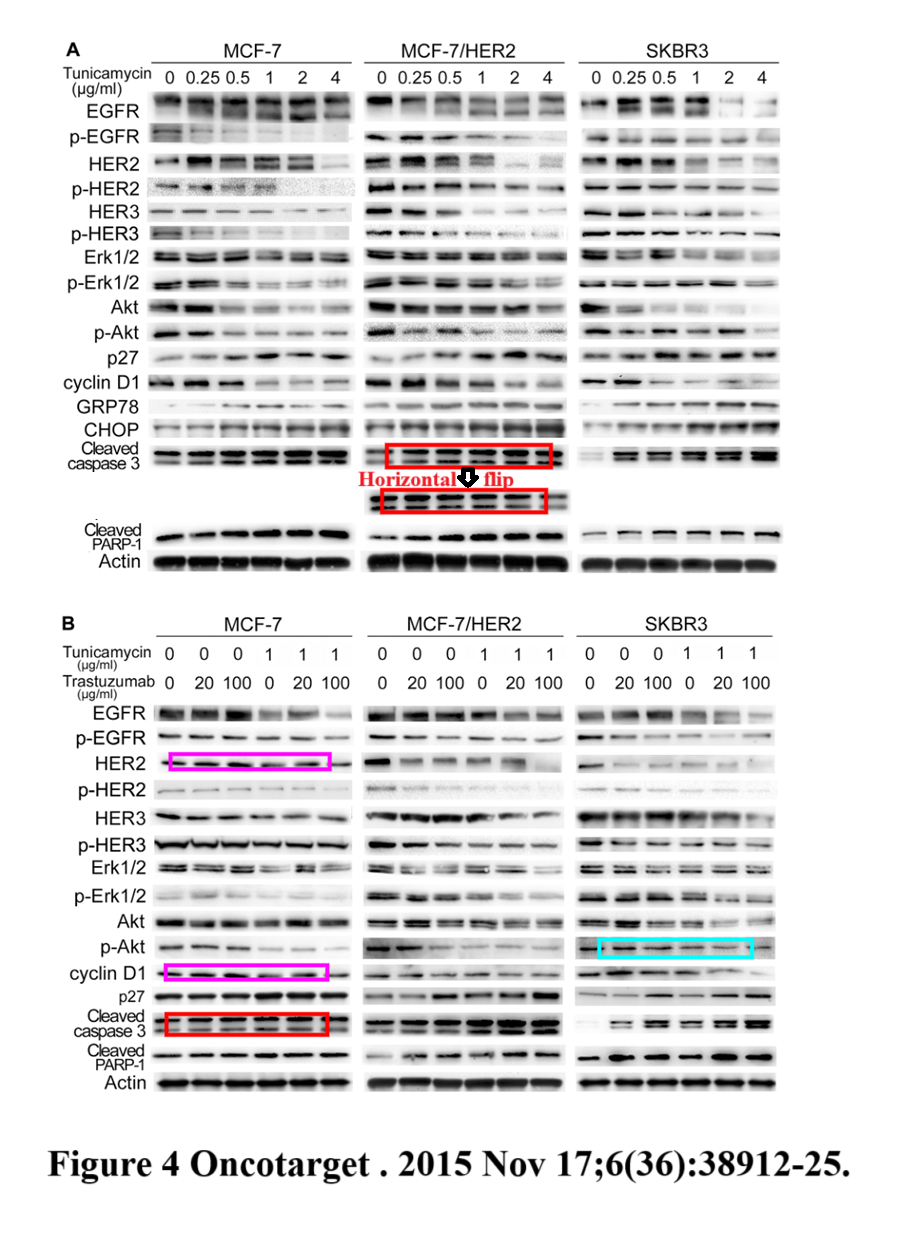 A MCF-7 MCF-7/HER2 SKBR3
Tunicamycin 0 0.25 0.5 1 2 4 0 0.25 0.5 1 2 4 0 0.25 0.5 1 2 4
(µg/ml)
EGFR
p-EGFR
HER2
p-HER2
HER3
p-HER3
Erk1/2
p-Erk1/2
Akt
p-Akt
p27
cyclin D1
GRP78
CHOP
Cleaved
caspase 3
Horizontal flip
Cleaved
PARP-1
Actin
B MCF-7 MCF-7/HER2 SKBR3
Tunicamycin 0 0 0 1 1 1 0 0 0 1 1 1 0 0 0 1 1 1
(µg/ml)
Trastuzumab 0 20 100 0 20 100 0 20 100 0 20 100 0 20 100 0 20 100
(µg/ml)
EGFR
p-EGFR
HER2
p-HER2
HER3
p-HER3
Erk1/2
p-Erk1/2
Akt
p-Akt
cyclin D1
p27
Cleaved
caspase 3
Cleaved
PARP-1
Actin
Figure 4 Oncotarget . 2015 Nov 17;6(36):38912-25.